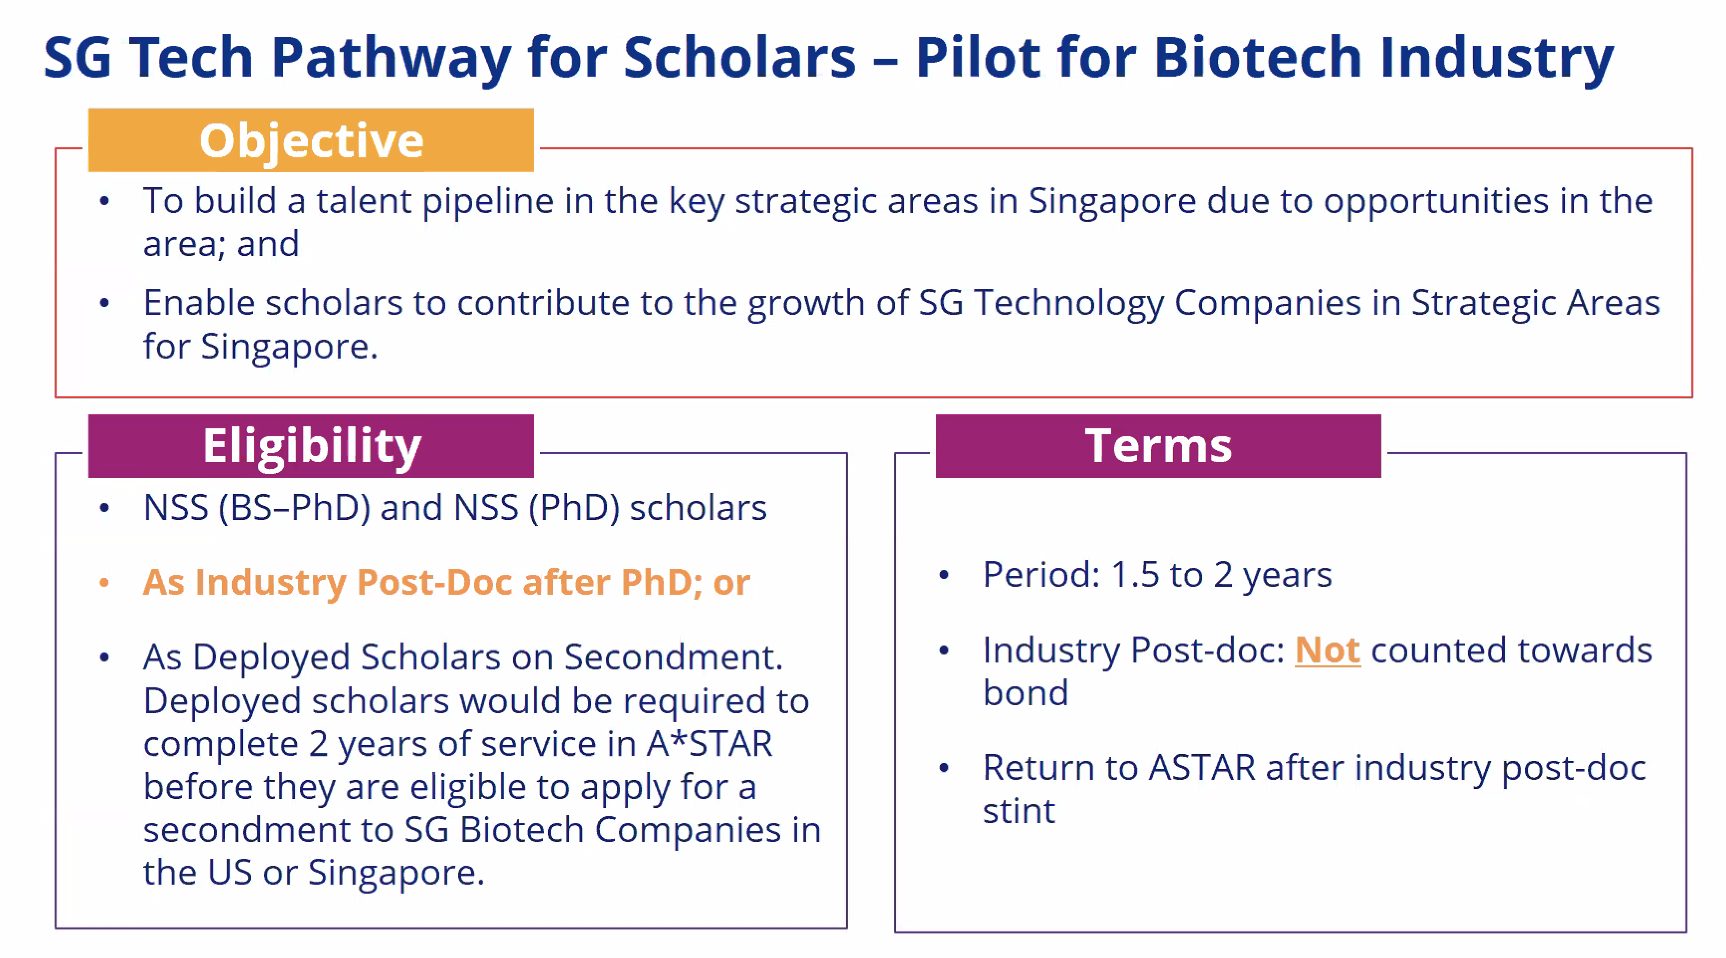 SG Tech Pathway for Scholars – Pilot for Biotech Industry
Objective
• To build a talent pipeline in the key strategic areas in Singapore due to opportunities in the
area; and
• Enable scholars to contribute to the growth of SG Technology Companies in Strategic Areas
for Singapore.
Eligibility
• NSS (BS–PhD) and NSS (PhD) scholars
• As Industry Post-Doc after PhD; or
• As Deployed Scholars on Secondment.
Deployed scholars would be required to
complete 2 years of service in A*STAR
before they are eligible to apply for a
secondment to SG Biotech Companies in
the US or Singapore.
Terms
• Period: 1.5 to 2 years
• Industry Post-doc: Not counted towards
bond
• Return to ASTAR after industry post-doc
stint